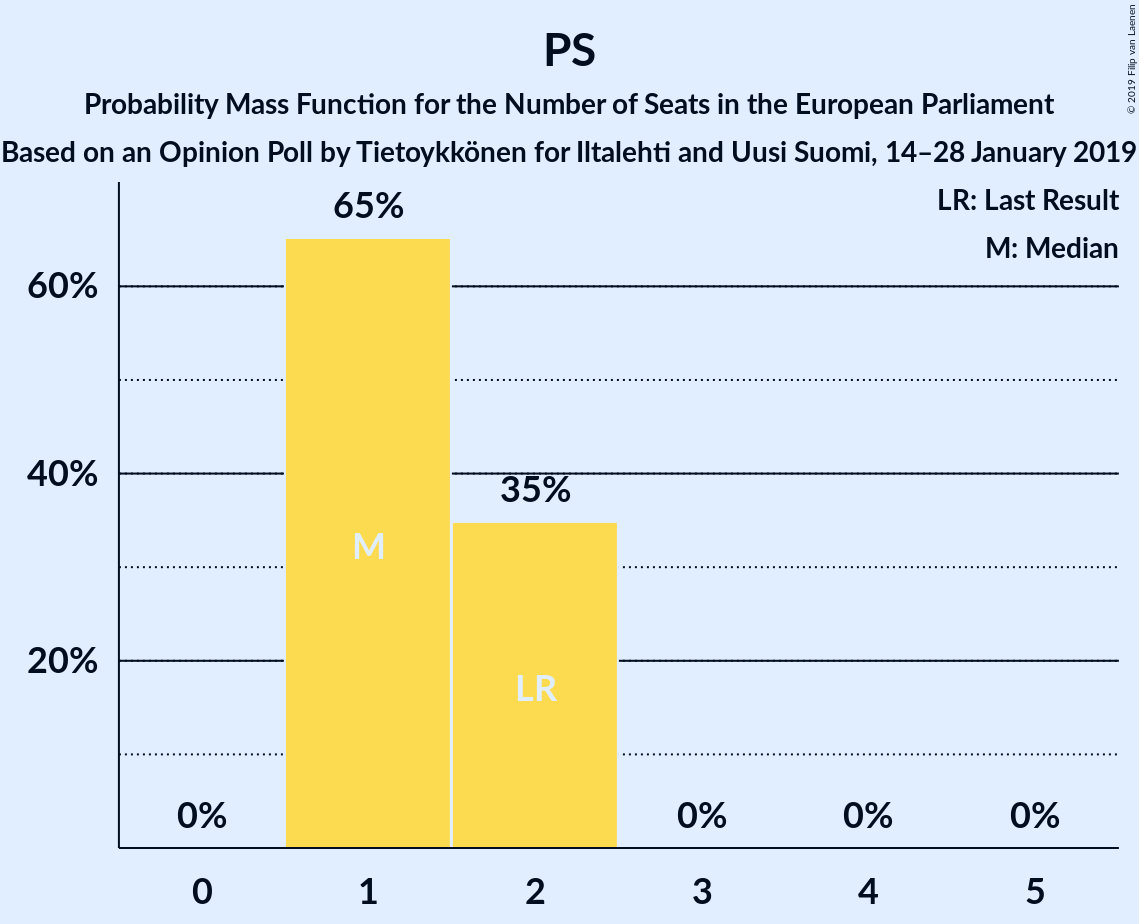 PS
Probability Mass Function for the Number of Seats in the European Parliament
Based on an Opinion Poll by Tietoykkönen for Iltalehti and Uusi Suomi, 14–28 January 2019
© 2019 Filip van Laenen
LR: Last Result
M: Median
65%
60%
40%
35%
M
20%
LR
0% 0% 0% 0%
0 1 2 3 4 5